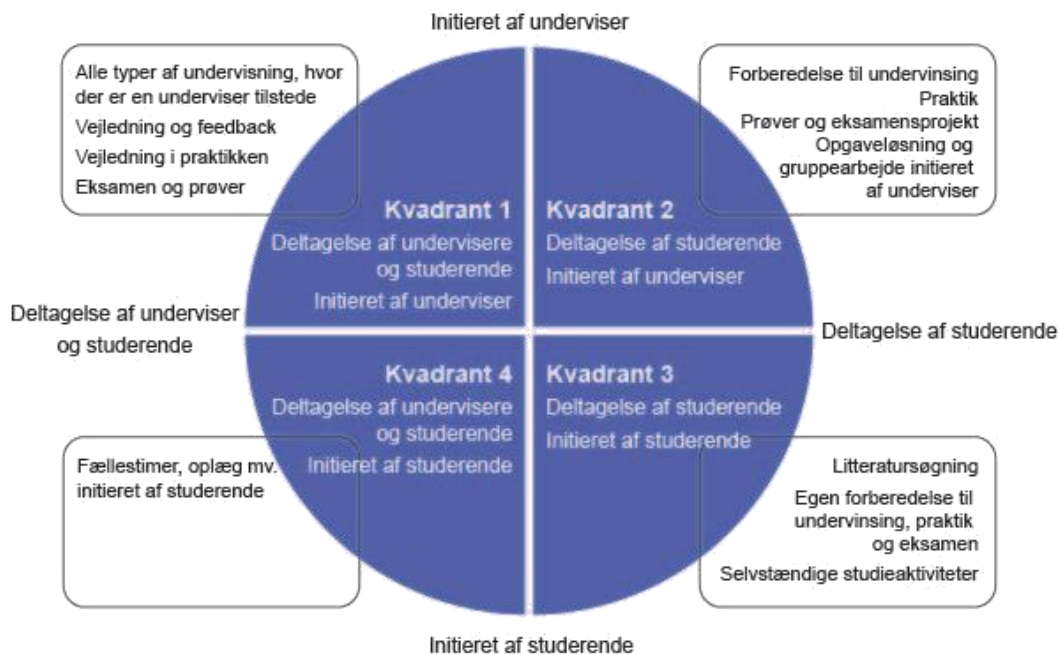 Initieret af underviser
Alle typer af undervisning, hvor
der er en underviser tilstede
Vejledning og feedback
Vejledning i praktikken
Eksamen og prøver
Forberedelse til undervinsing
Praktik
Prøver og eksamensprojekt
Opgaveløsning og
gruppearbejde initieret
af underviser
Kvadrant 1
Deltagelse af undervisere
og studerende
Initieret af underviser
Kvadrant 2
Deltagelse af studerende
Initieret af underviser
Deltagelse af underviser
og studerende
Deltagelse af studerende
Kvadrant 4
Deltagelse af undervisere
og studerende
Initieret af studerende
Kvadrant 3
Deltagelse af studerende
Initieret af studerende
Fællestimer, oplæg mv.
initieret af studerende
Litteratursøgning
Egen forberedelse til
undervinsing, praktik
og eksamen
Selvstændige studieaktiviteter
Initieret af studerende